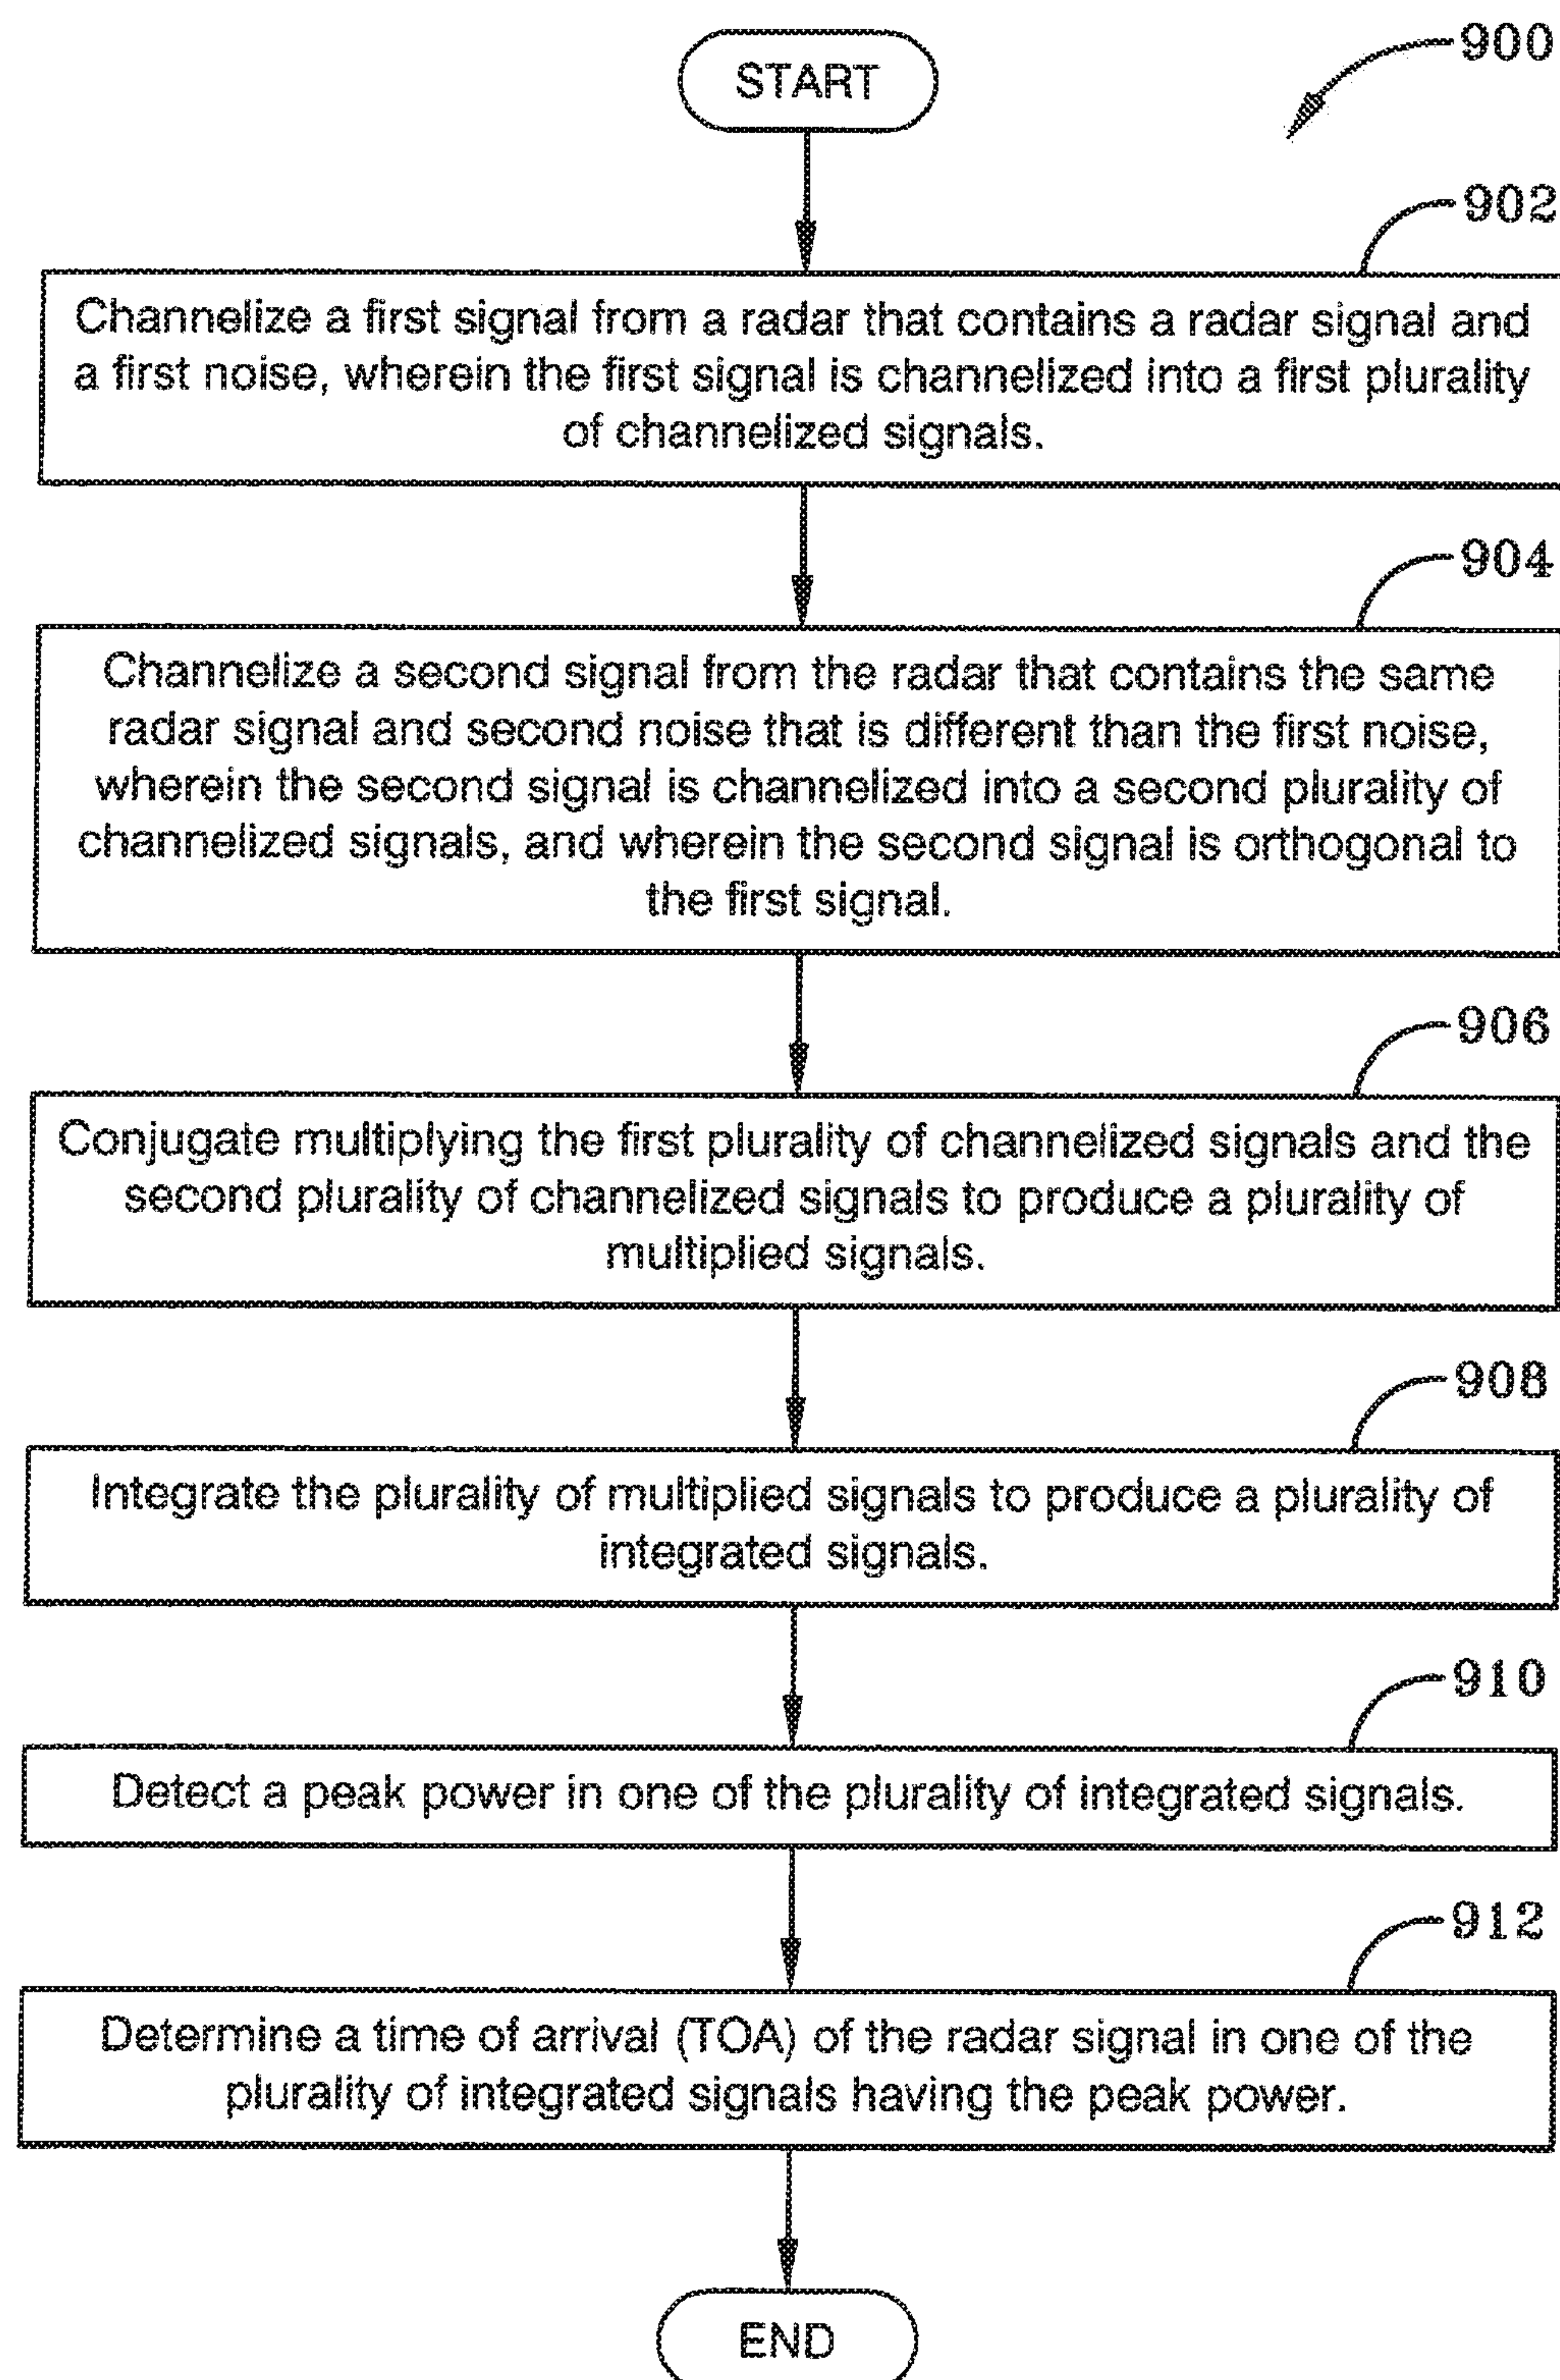 START
900
902
Channelize a first signal from a radar that contains a radar signal and
a first noise, wherein the first signal is channelized into a first plurality
of channelized signals.
904
Channelize a second signal from the radar that contains the same
radar signal and second noise that is different than the first noise,
wherein the second signal is channelized into a second plurality of
channelized signals, and wherein the second signal is orthogonal to
the first signal.
906
Conjugate multiplying the first plurality of channelized signals and the
second plurality of channelized signals to produce a plurality of
multiplied signals.
908
Integrate the plurality of multiplied signals to produce a plurality of
integrated signals.
910
Detect a peak power in one of the plurality of integrated signals.
912
Determine a time of arrival (TOA) of the radar signal in one of the
plurality of integrated signals having the peak power.
END